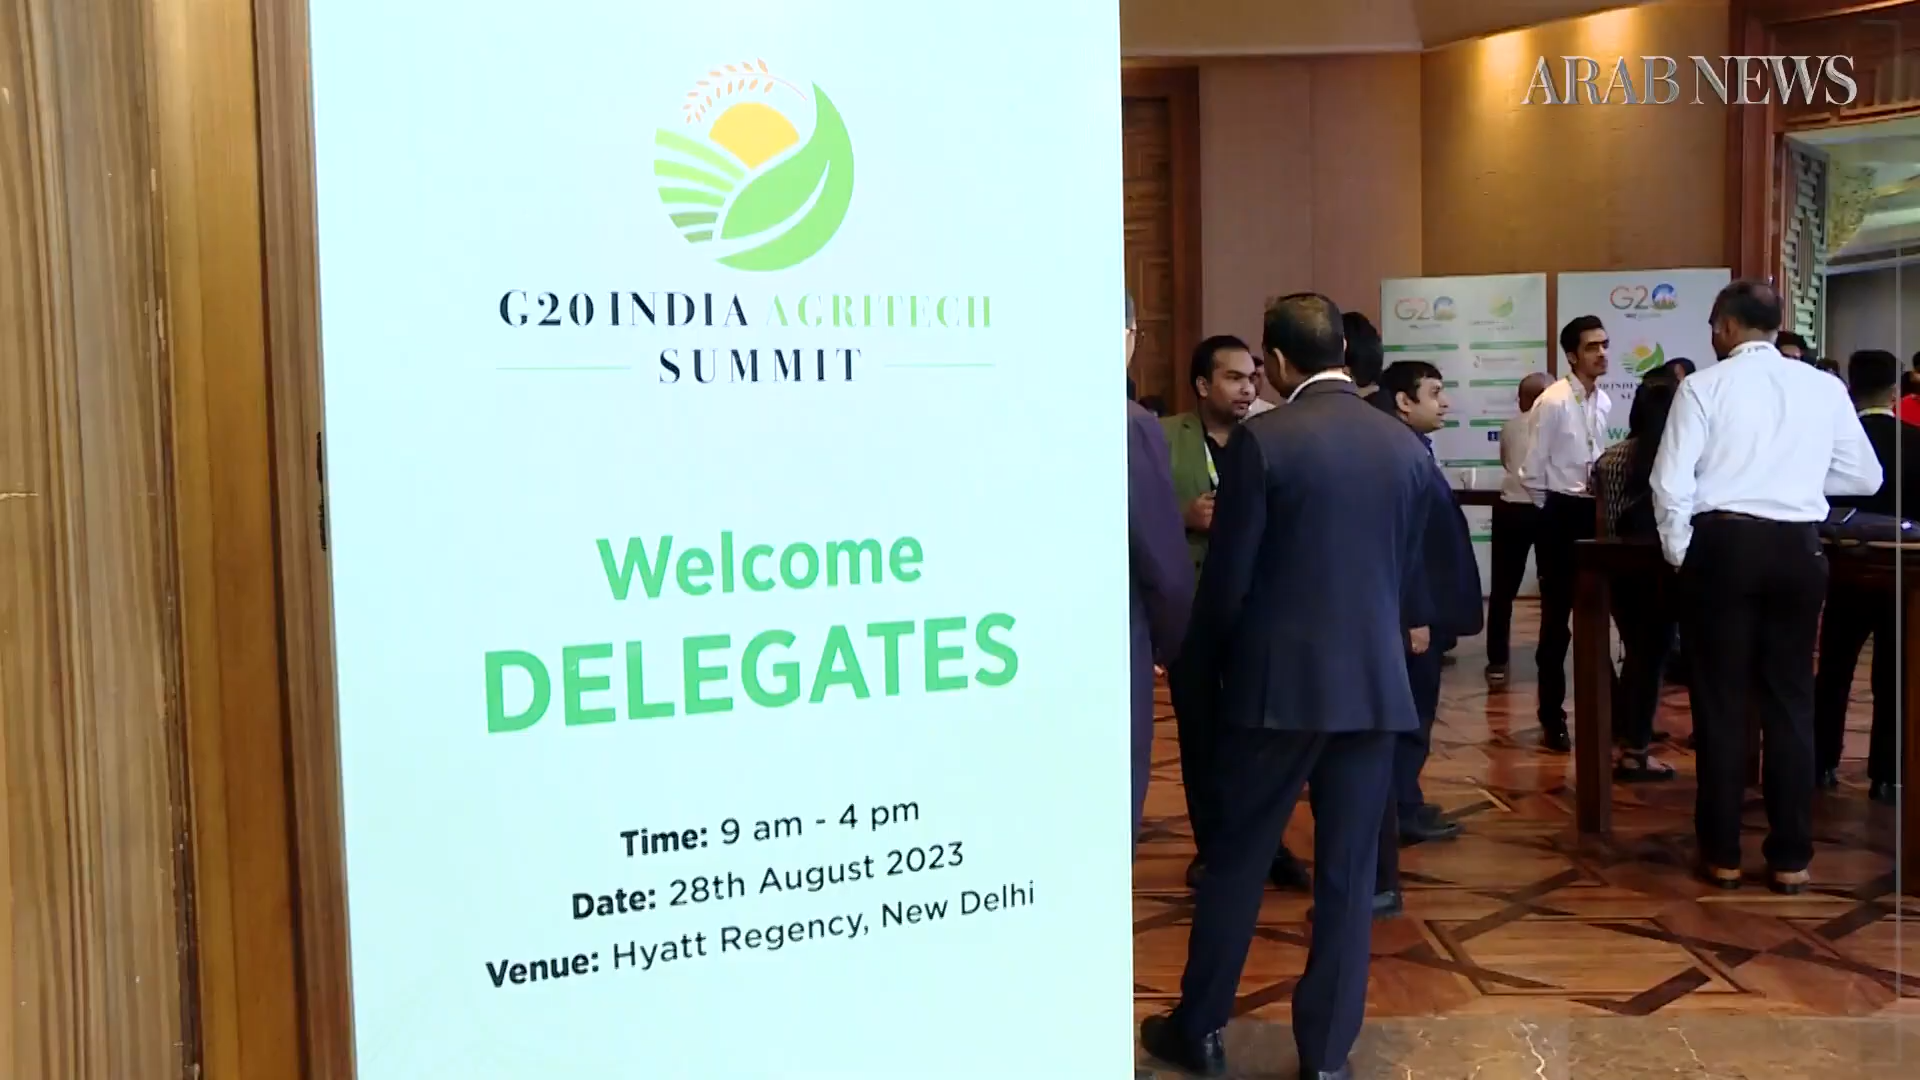 ARAB NEWS
G20 INDIA AGRITECH
SUMMIT
Welcome
DELEGATES
Time: 9 am - 4 pm
Date: 28th August 2023
Venue: Hyatt Regency, New Delhi
G20
G20